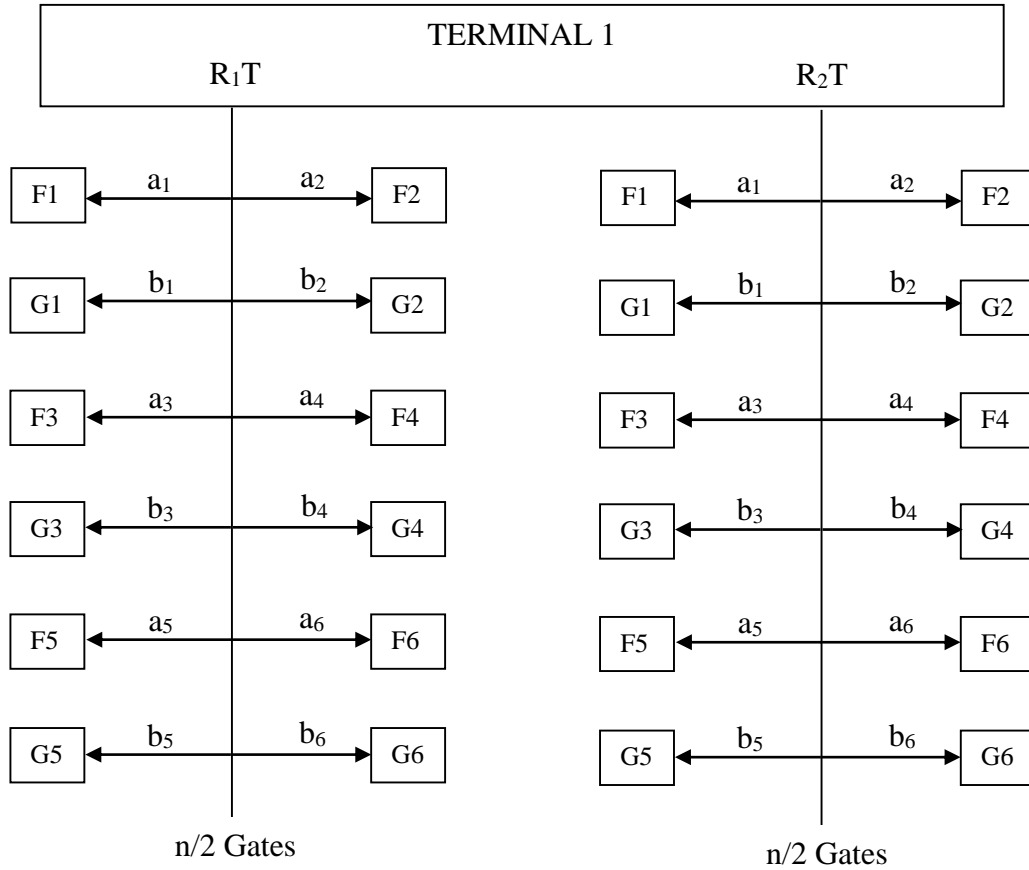 TERMINAL 1
R₁T R₂T
F1 a₁ a₂ F2 F1 a₁ a₂ F2
G1 b₁ b₂ G2 G1 b₁ b₂ G2
F3 a₃ a₄ F4 F3 a₃ a₄ F4
G3 b₃ b₄ G4 G3 b₃ b₄ G4
F5 a₅ a₆ F6 F5 a₅ a₆ F6
G5 b₅ b₆ G6 G5 b₅ b₆ G6
n/2 Gates n/2 Gates